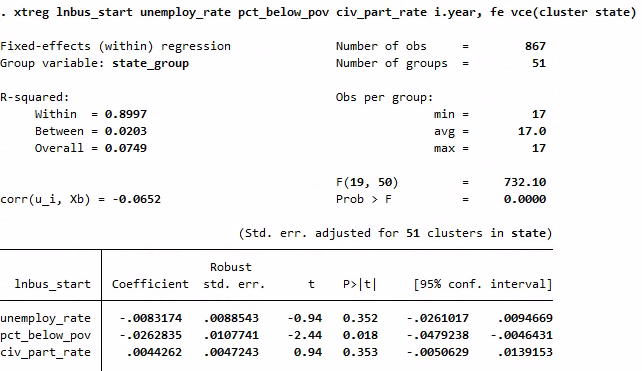 . xtreg lnbus_start unemploy_rate pct_below_pov civ_part_rate i.year, fe vce(cluster state)
Fixed-effects (within) regression Number of obs = 867
Group variable: state_group Number of groups = 51
R-squared: Obs per group:
Within = 0.8997 min = 17
Between = 0.0203 avg = 17.0
Overall = 0.0749 max = 17
F(19, 50) = 732.10
corr(u_i, Xb) = -0.0652 Prob > F = 0.0000
(Std. err. adjusted for 51 clusters in state)
Robust
lnbus_start Coefficient std. err. t P>|t| [95% conf. interval]
unemploy_rate -.0083174 .0088543 -0.94 0.352 -.0261017 .0094669
pct_below_pov -.0262835 .0107741 -2.44 0.018 -.0479238 -.0046431
civ_part_rate .0044262 .0047243 0.94 0.353 -.0050629 .0139153